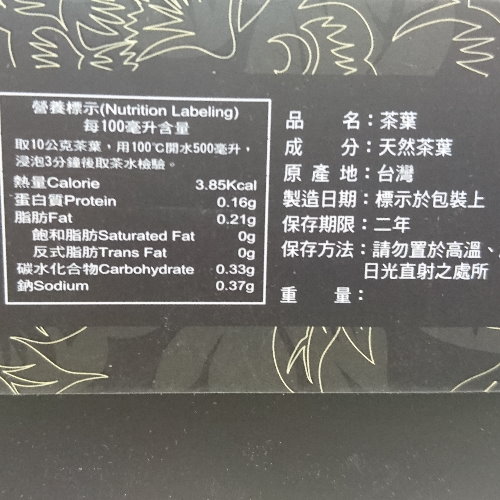 營養標示(Nutrition Labeling)
每100毫升含量
取10公克茶葉，用100℃開水500毫升，
浸泡3分鐘後取茶水檢驗。
熱量Calorie 3.85Kcal
蛋白質Protein 0.16g
脂肪Fat 0.21g
飽和脂肪Saturated Fat 0g
反式脂肪Trans Fat 0g
碳水化合物Carbohydrate 0.33g
鈉Sodium 0.37g
品 名：茶葉
成 分：天然茶葉
原 產 地：台灣
製造日期：標示於包裝上
保存期限：二年
保存方法：請勿置於高溫、
日光直射之處所
重 量：